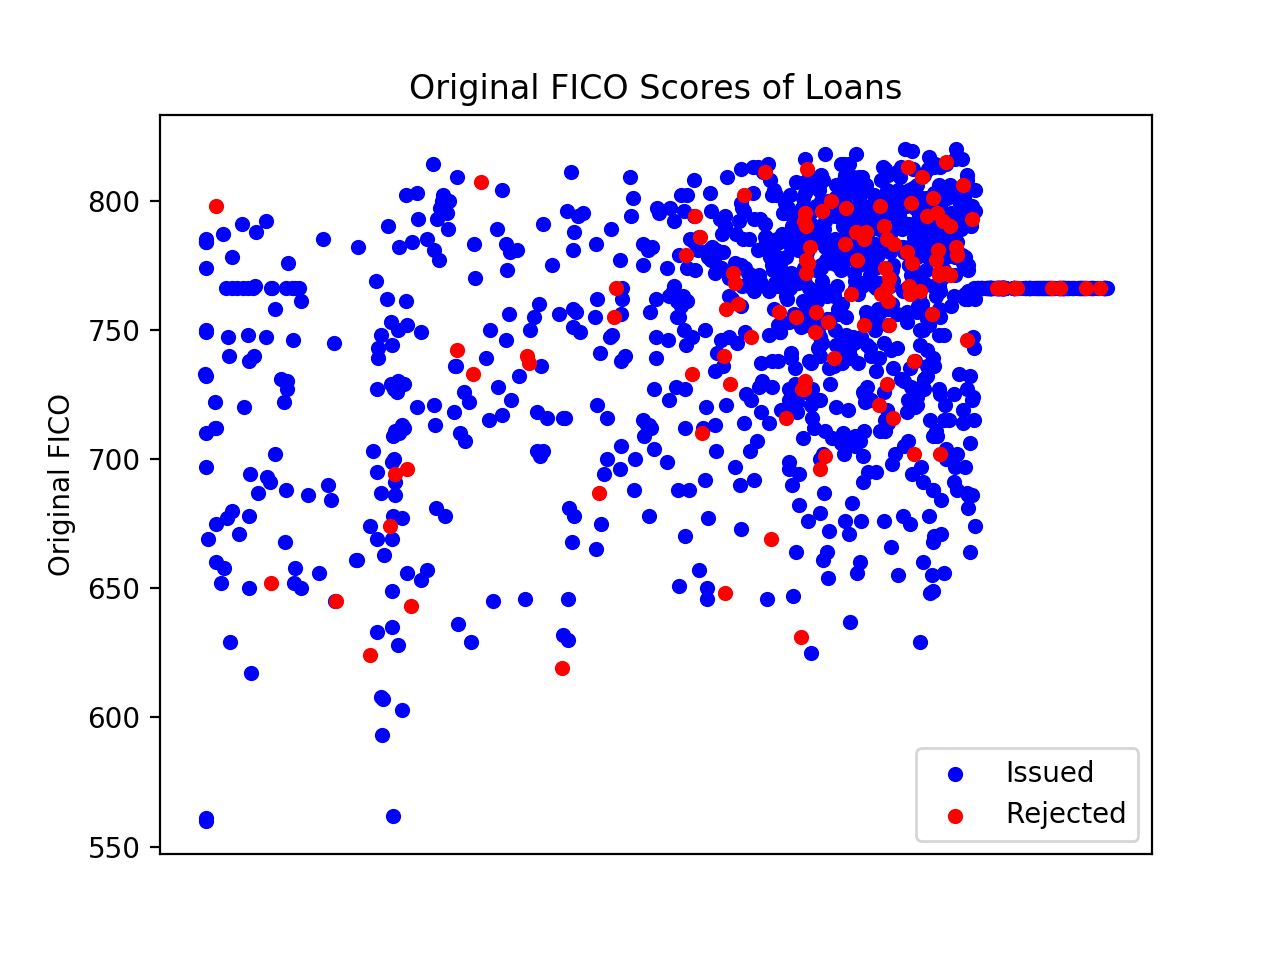 Original FICO Scores of Loans
Original FICO
800
750
700
650
600
550
Issued
Rejected